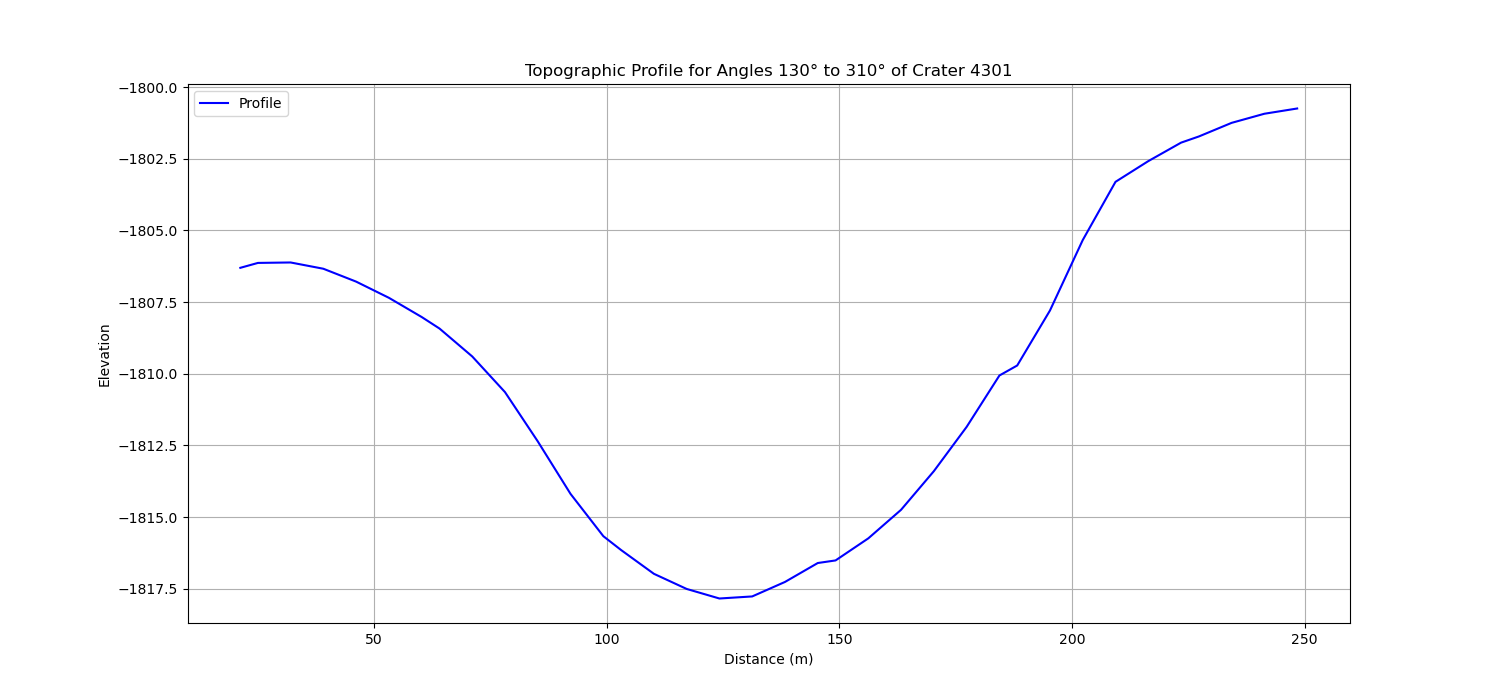 Topographic Profile for Angles 130° to 310° of Crater 4301
Profile
Elevation
−1800.0
−1802.5
−1805.0
−1807.5
−1810.0
−1812.5
−1815.0
−1817.5
50 100 150 200 250
Distance (m)